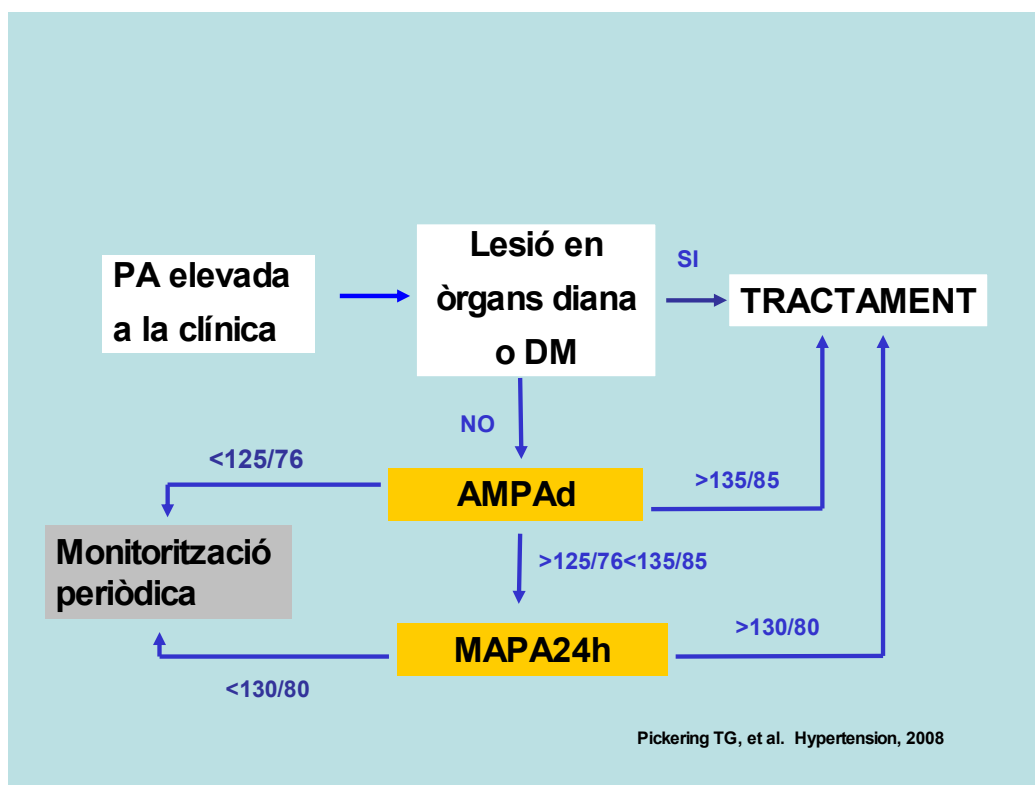 PA elevada
a la clínica
Lesió en
òrgans diana
o DM
SI
TRACTAMENT
NO
<125/76
AMPAd
>135/85
Monitorització
periòdica
>125/76<135/85
MAPA24h
>130/80
<130/80
Pickering TG, et al. Hypertension, 2008